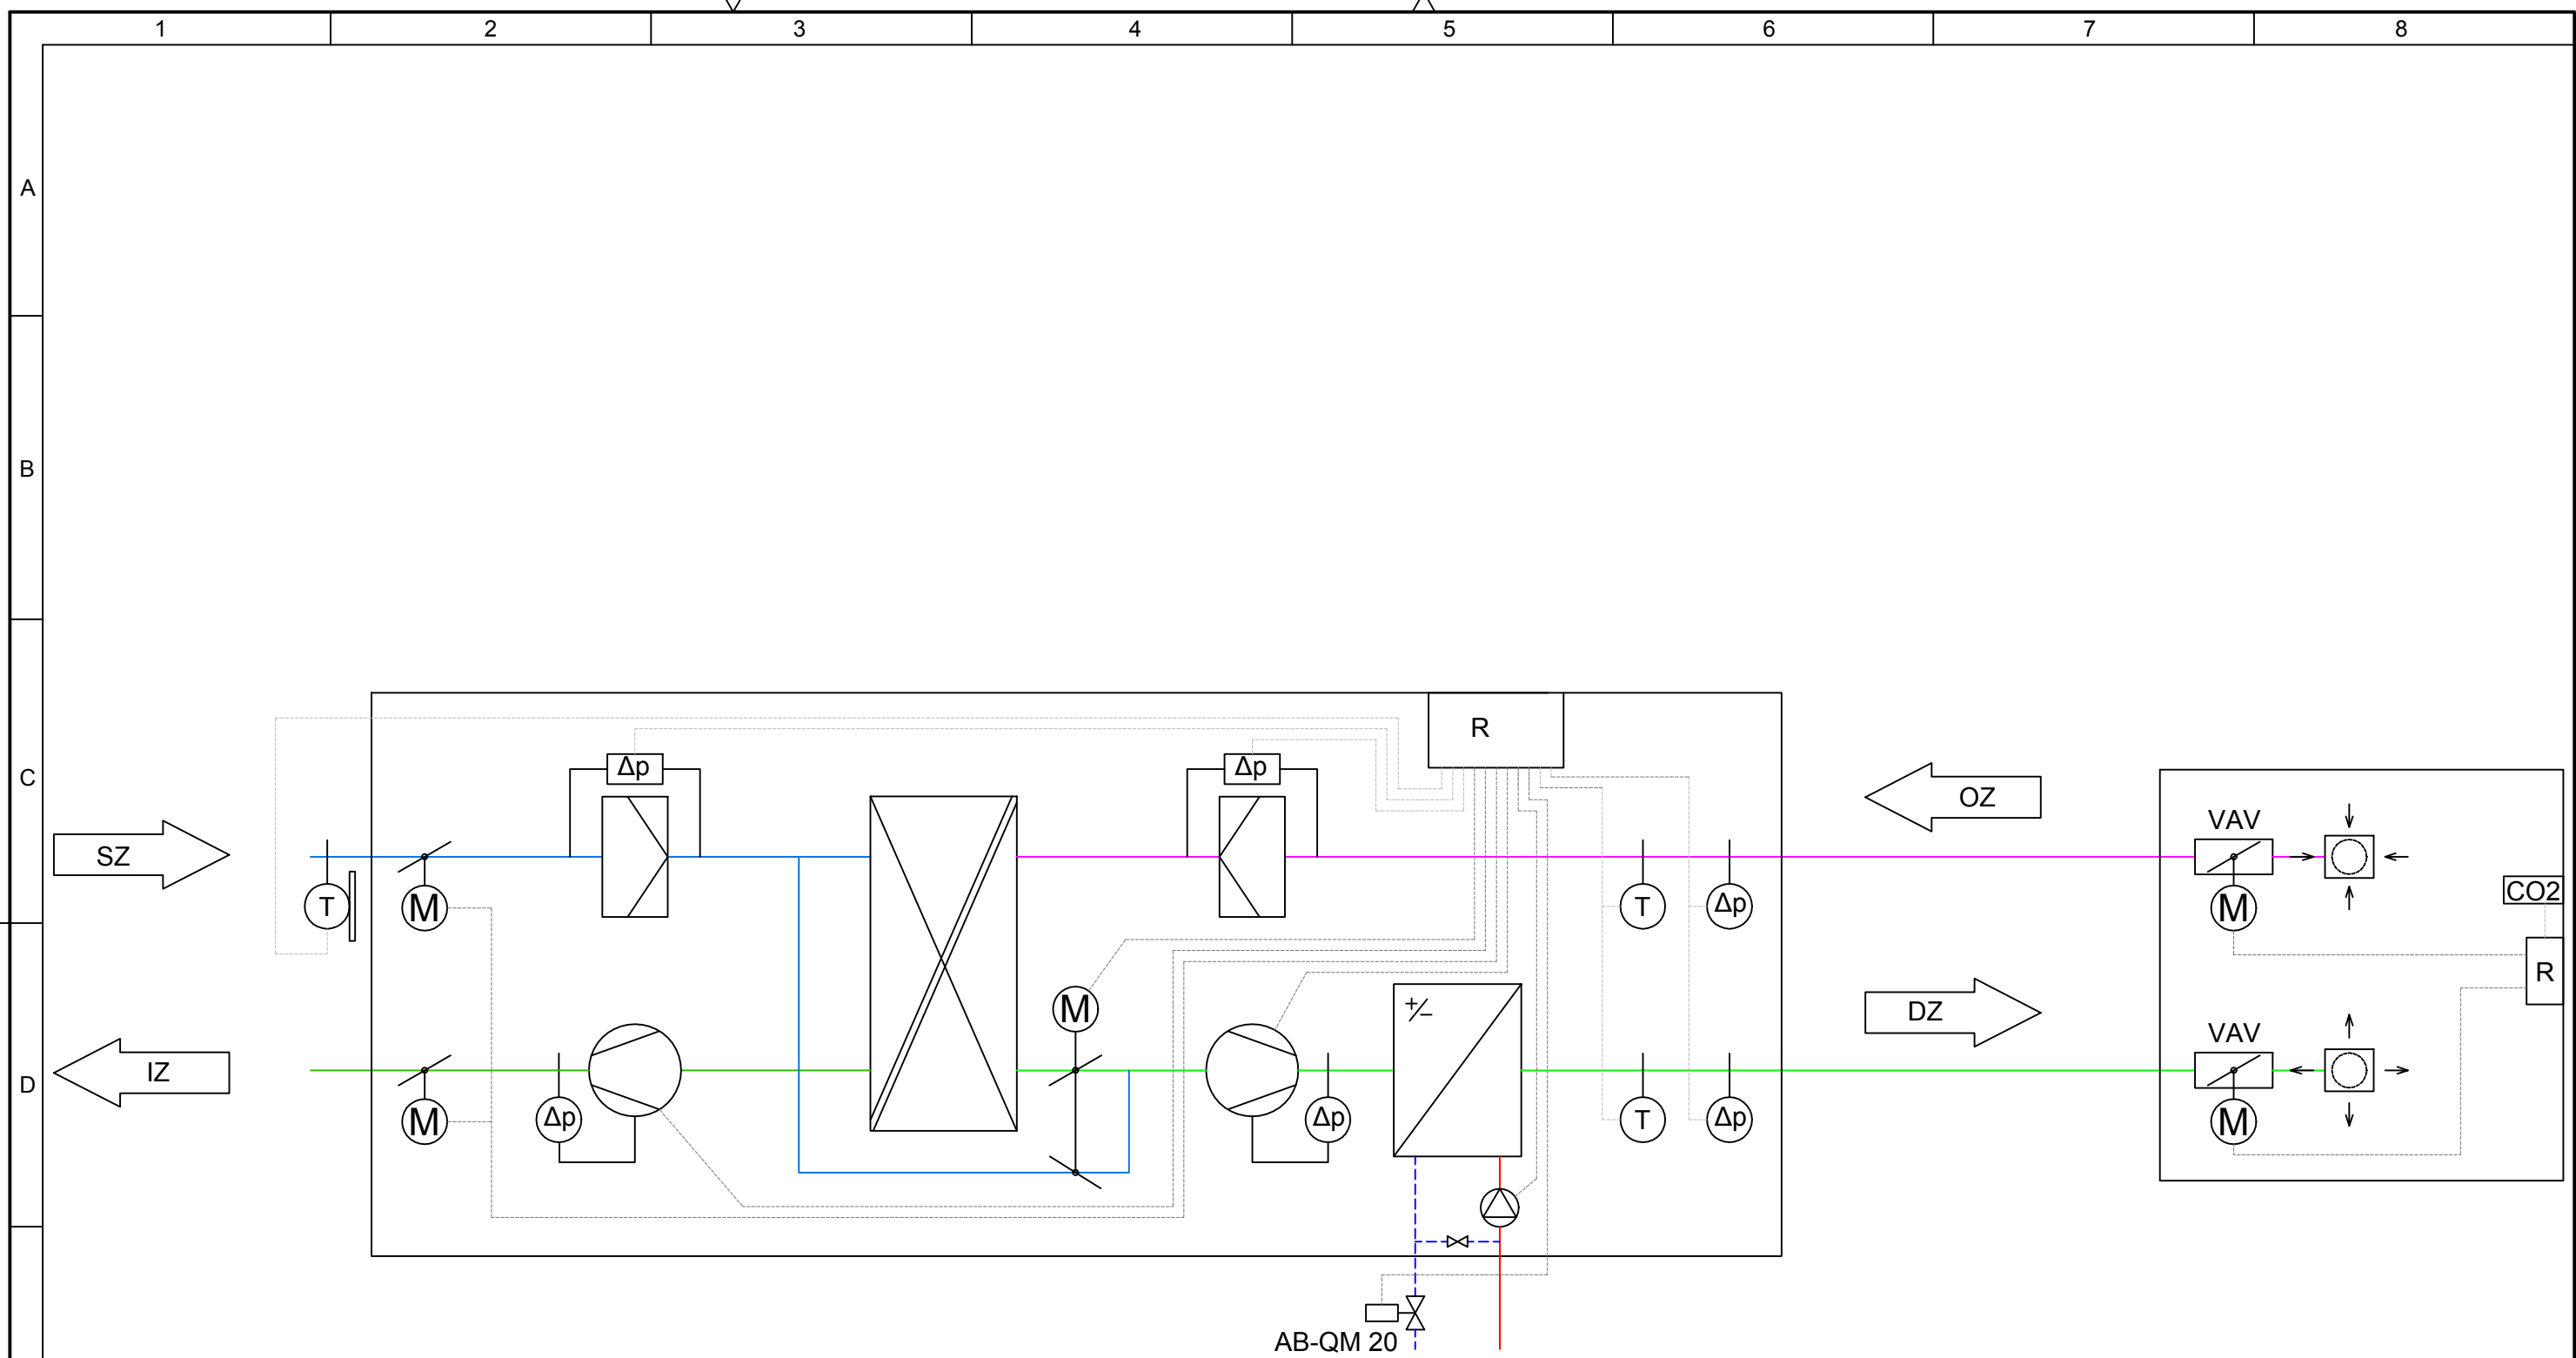 1 2 3 4 5 6 7 8
A
B
C
D
R
Δp Δp
OZ
VAV
SZ
CO2
T M T Δp M
R
M
+/-
DZ
VAV
IZ
M Δp Δp T Δp M
AB-QM 20